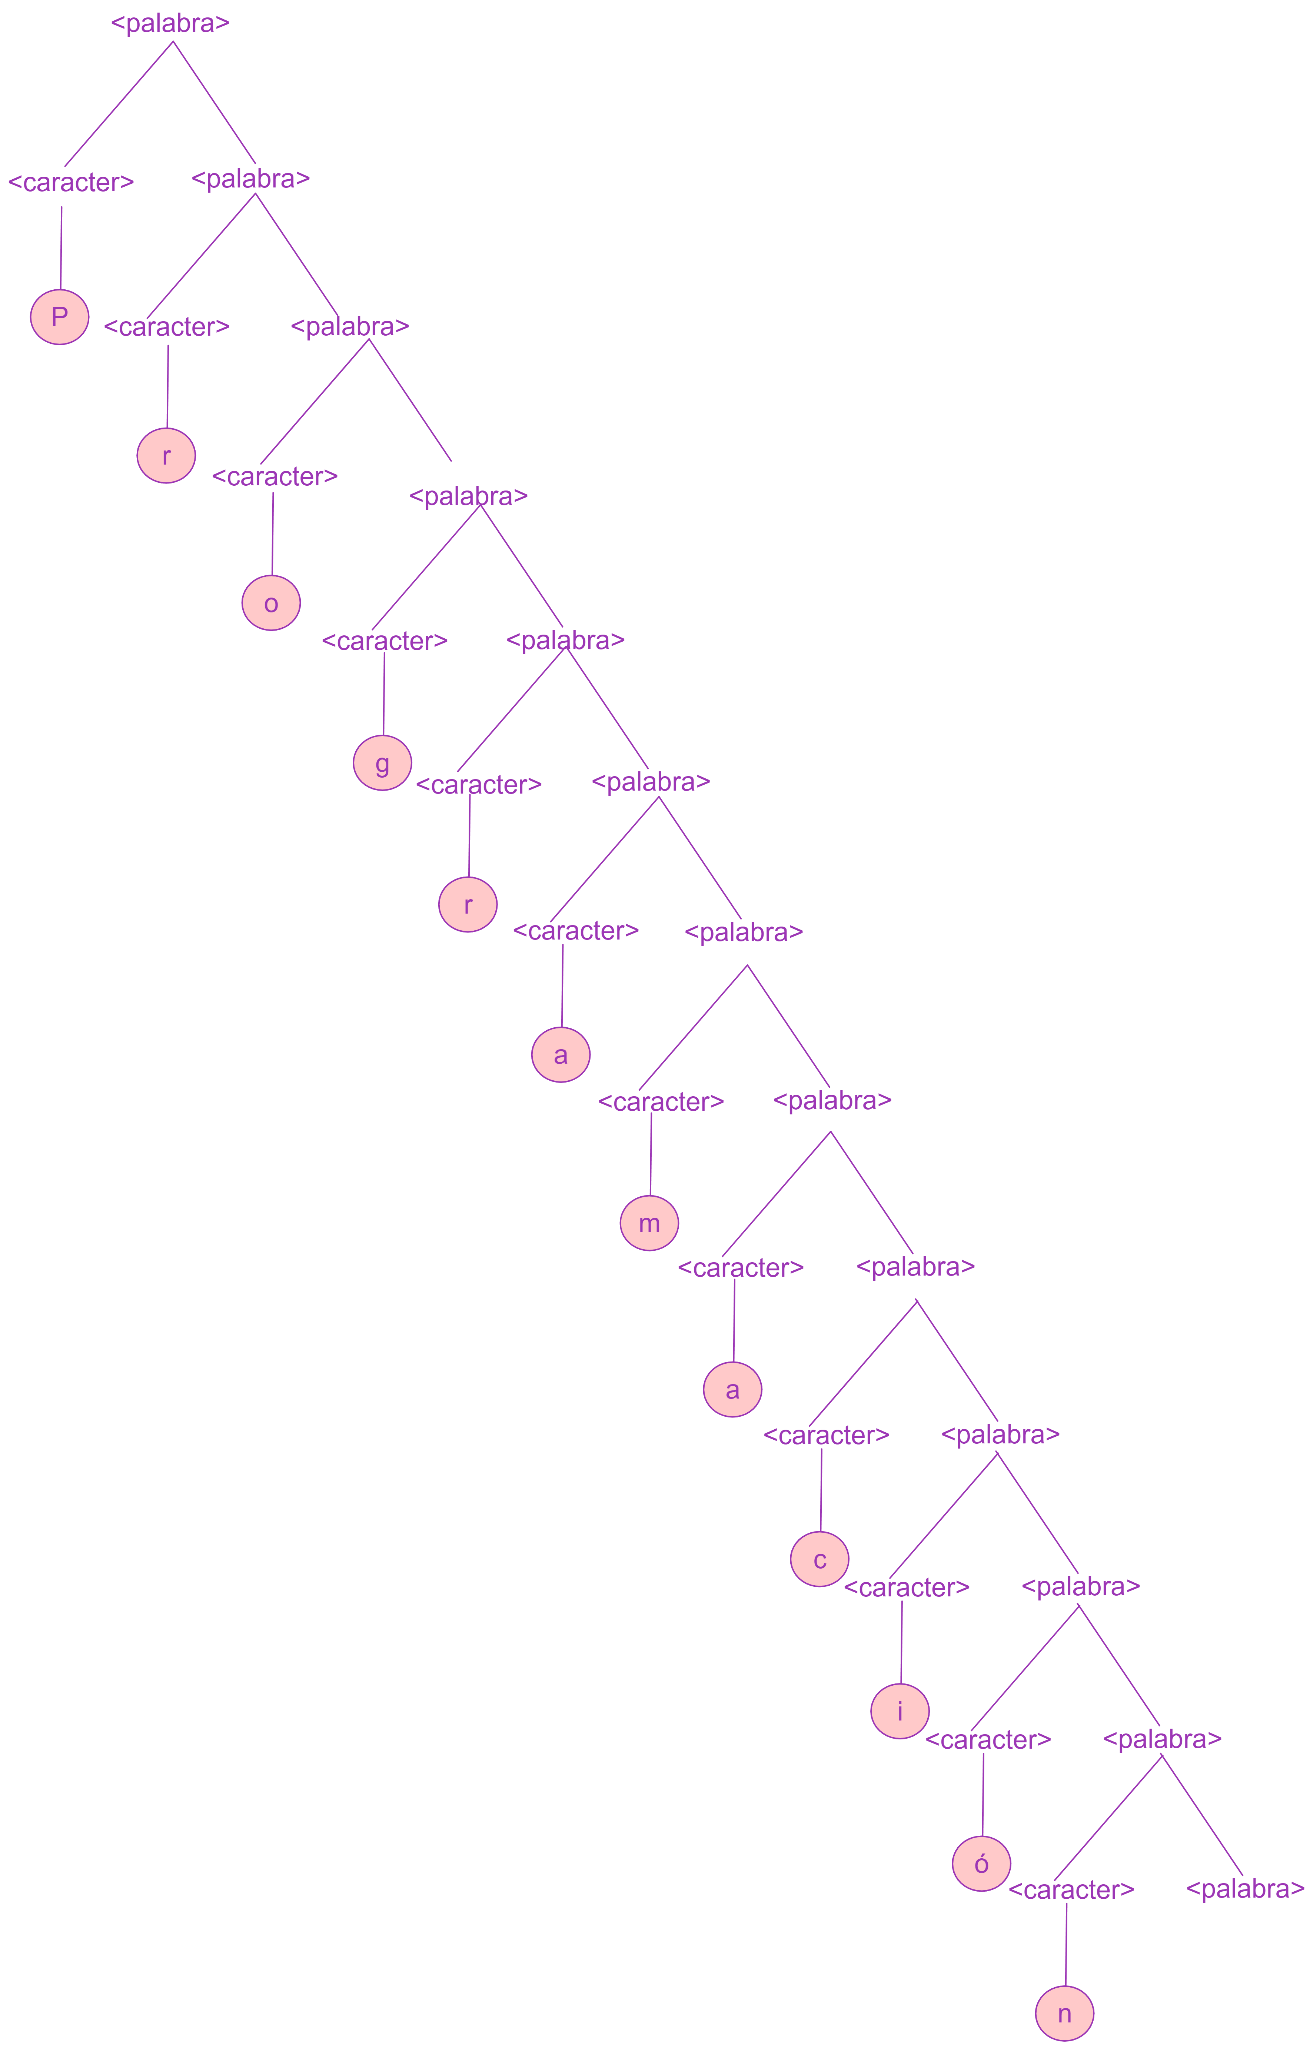 <palabra>
<caracter> <palabra>
P <caracter> <palabra>
r <caracter> <palabra>
o <caracter> <palabra>
g <caracter> <palabra>
r <caracter> <palabra>
a <caracter> <palabra>
m <caracter> <palabra>
a <caracter> <palabra>
c <caracter> <palabra>
i <caracter> <palabra>
ó <caracter> <palabra>
n